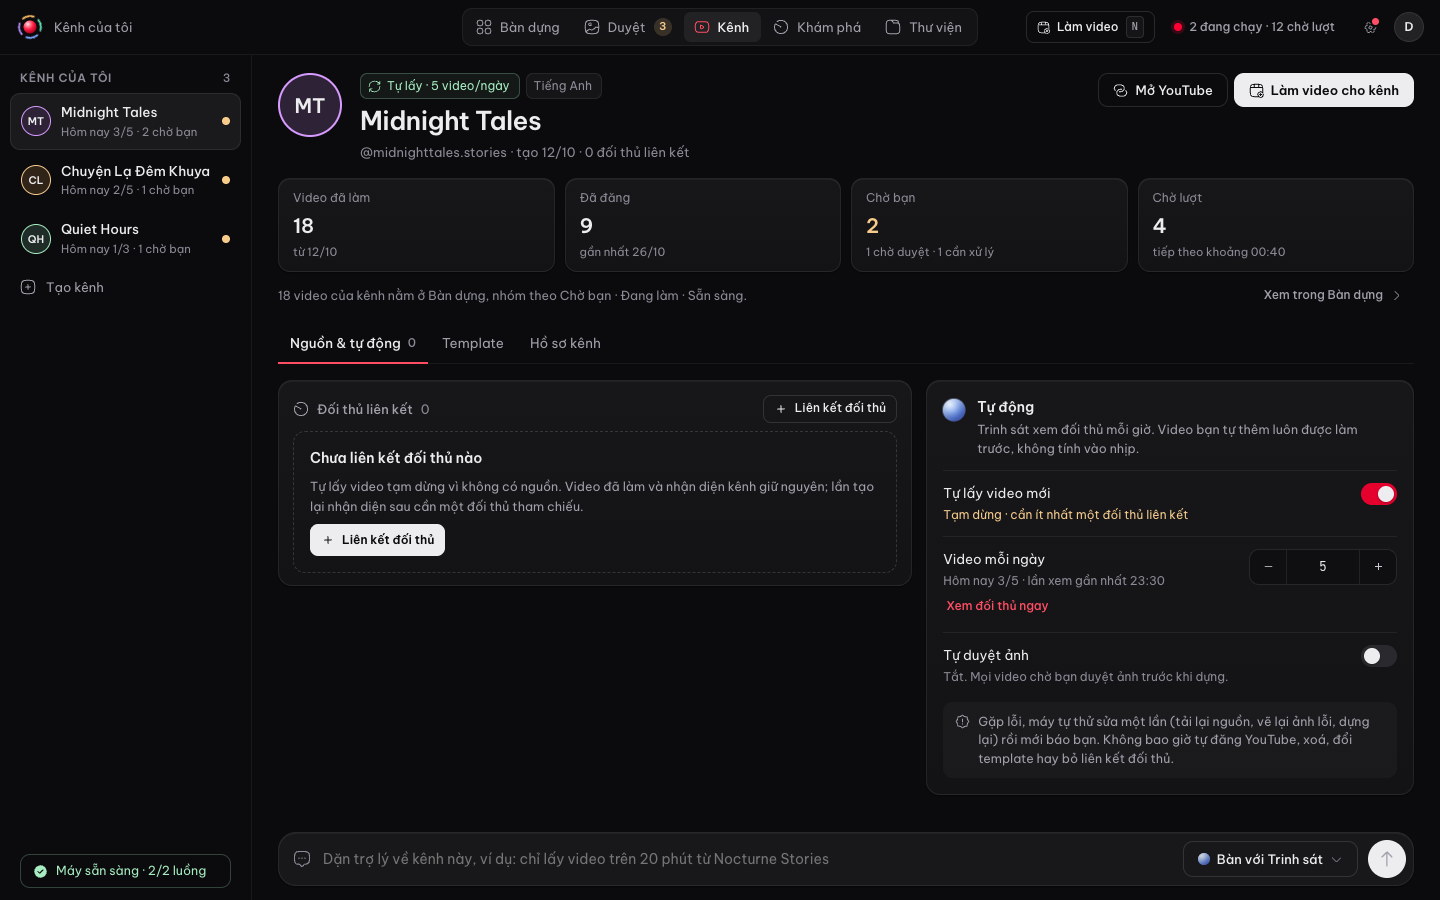 Kênh của tôi
Bàn dựng
Duyệt 3
Kênh
Khám phá
Thư viện
Làm video N
2 đang chạy · 12 chờ lượt
D
KÊNH CỦA TÔI 3
MT
Midnight Tales
Hôm nay 3/5 · 2 chờ bạn
CL
Chuyện Lạ Đêm Khuya
Hôm nay 2/5 · 1 chờ bạn
QH
Quiet Hours
Hôm nay 1/3 · 1 chờ bạn
Tạo kênh
Máy sẵn sàng · 2/2 luồng
MT
Tự lấy · 5 video/ngày
Tiếng Anh
Midnight Tales
@midnighttales.stories · tạo 12/10 · 0 đối thủ liên kết
Mở YouTube
Làm video cho kênh
Video đã làm
18
từ 12/10
Đã đăng
9
gần nhất 26/10
Chờ bạn
2
1 chờ duyệt · 1 cần xử lý
Chờ lượt
4
tiếp theo khoảng 00:40
18 video của kênh nằm ở Bàn dựng, nhóm theo Chờ bạn · Đang làm · Sẵn sàng.
Xem trong Bàn dựng
Nguồn & tự động 0
Template
Hồ sơ kênh
Đối thủ liên kết 0
+ Liên kết đối thủ
Chưa liên kết đối thủ nào
Tự lấy video tạm dừng vì không có nguồn. Video đã làm và nhận diện kênh giữ nguyên; lần tạo
lại nhận diện sau cần một đối thủ tham chiếu.
+ Liên kết đối thủ
Tự động
Trinh sát xem đối thủ mỗi giờ. Video bạn tự thêm luôn được làm
trước, không tính vào nhịp.
Tự lấy video mới
Tạm dừng · cần ít nhất một đối thủ liên kết
Video mỗi ngày
Hôm nay 3/5 · lần xem gần nhất 23:30
− 5 +
Xem đối thủ ngay
Tự duyệt ảnh
Tắt. Mọi video chờ bạn duyệt ảnh trước khi dựng.
Gặp lỗi, máy tự thử sửa một lần (tải lại nguồn, vẽ lại ảnh lỗi, dựng
lại) rồi mới báo bạn. Không bao giờ tự đăng YouTube, xoá, đổi
template hay bỏ liên kết đối thủ.
Dặn trợ lý về kênh này, ví dụ: chỉ lấy video trên 20 phút từ Nocturne Stories
Bàn với Trinh sát